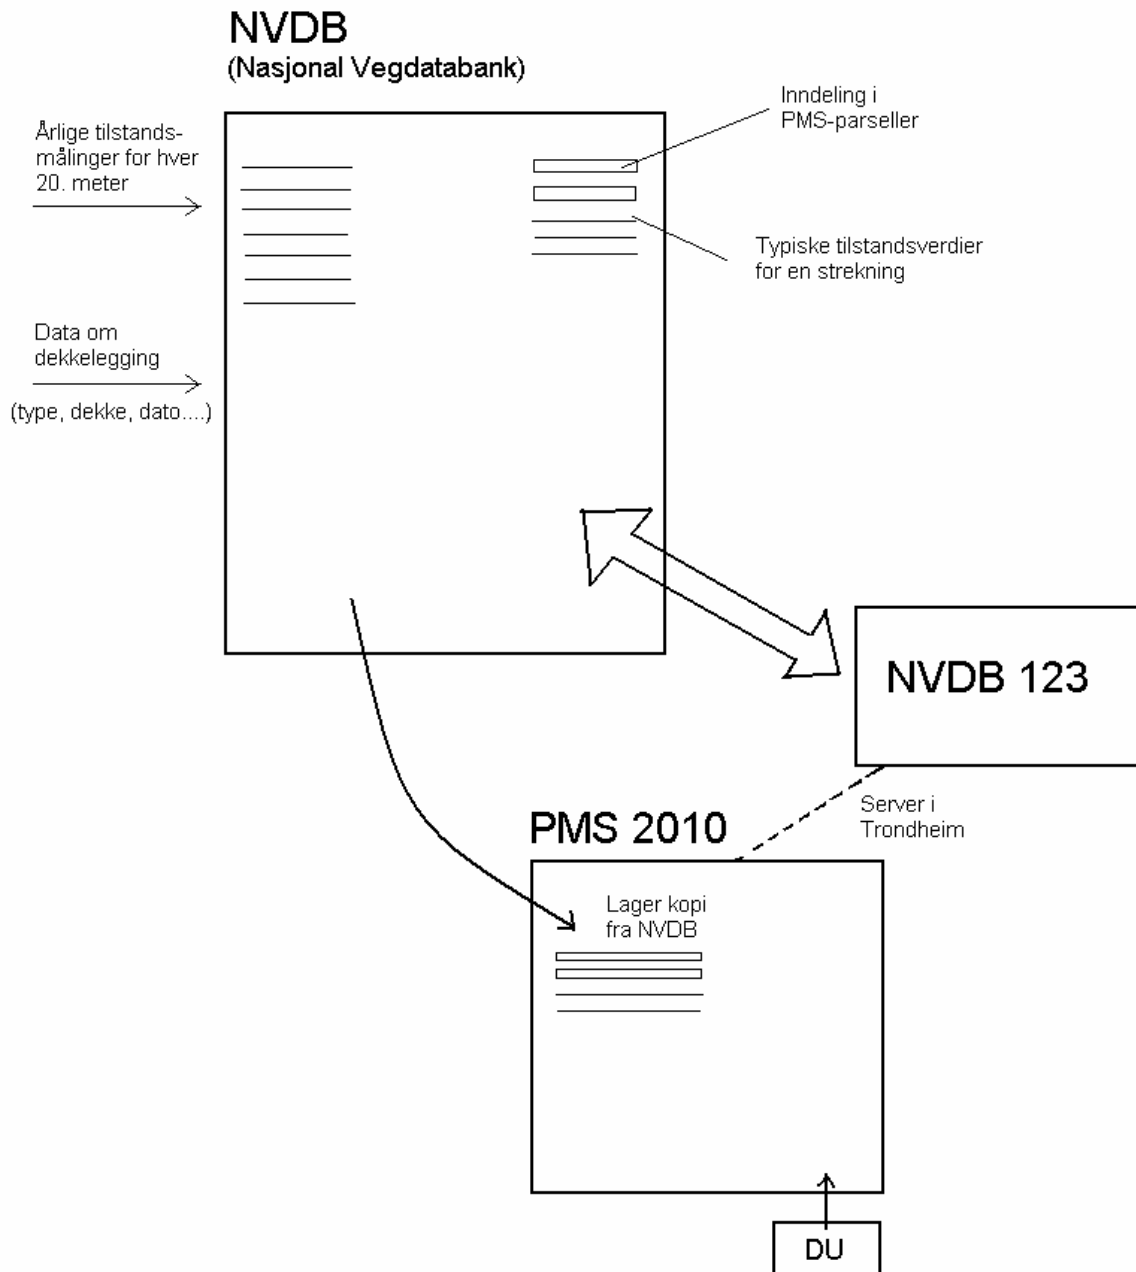 NVDB
(Nasjonal Vegdatabank)
Inndeling i
PMS-parseller
Årlige tilstands-
målinger for hver
20. meter
Typiske tilstandsverdier
for en strekning
Data om
dekkelegging
(type, dekke, dato....)
NVDB 123
Server i
Trondheim
PMS 2010
Lager kopi
fra NVDB
DU